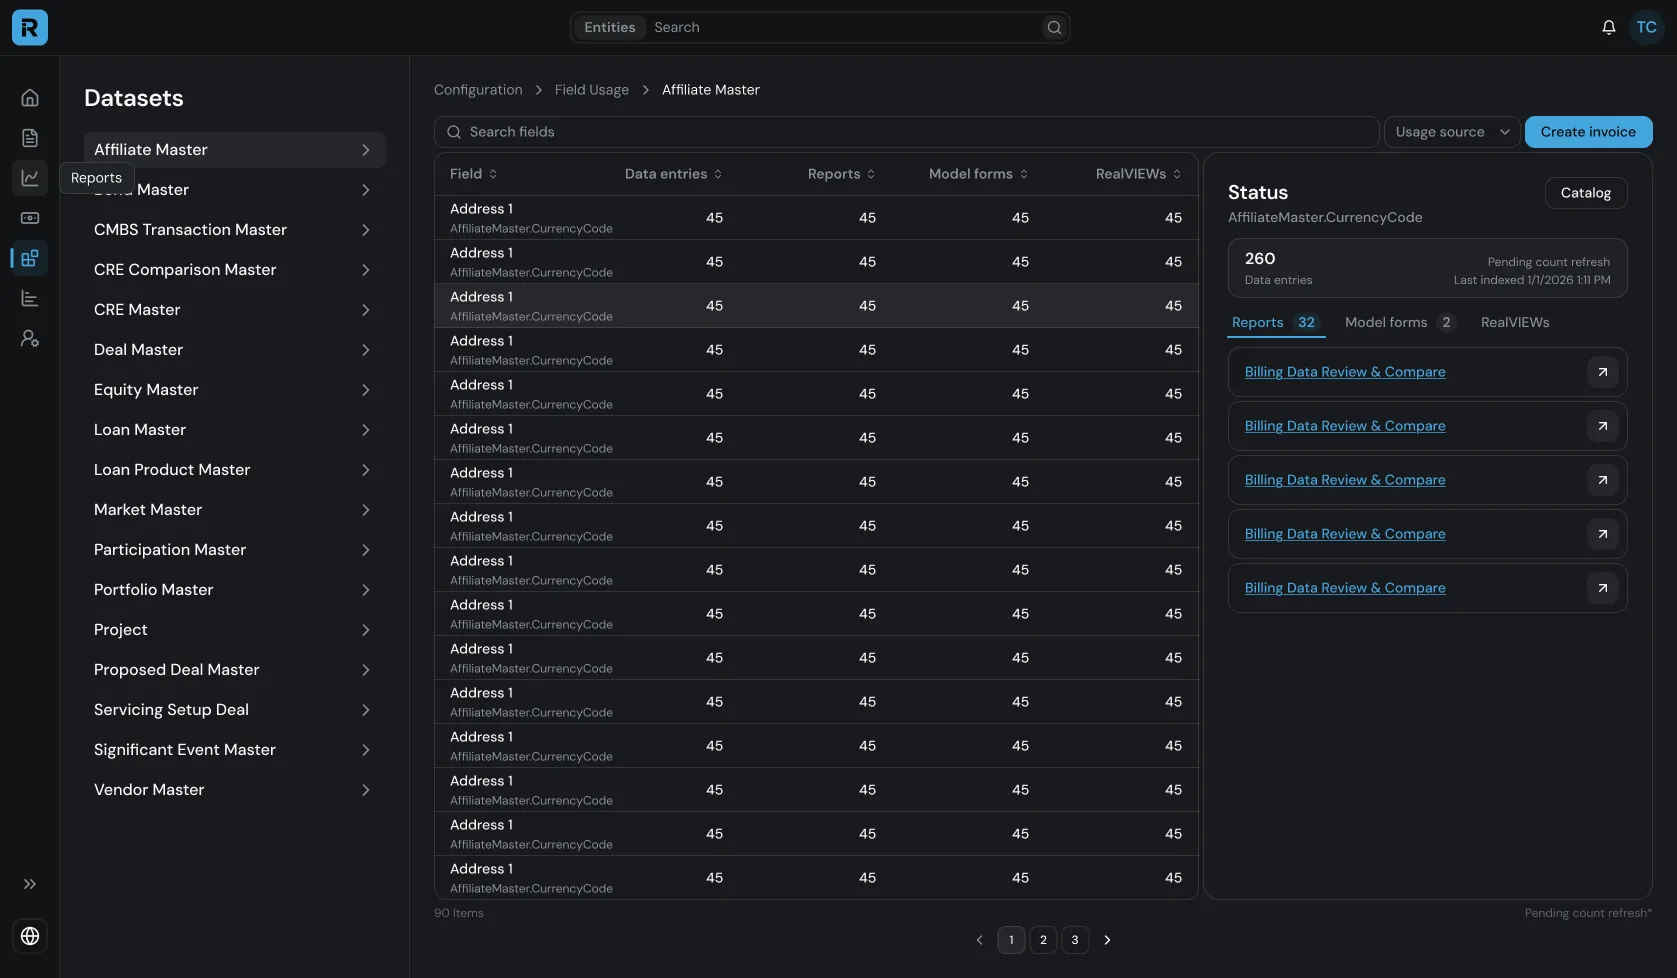 R
Entities
Search
TC
Datasets
Affiliate Master
Reports
Master
CMBS Transaction Master
CRE Comparison Master
CRE Master
Deal Master
Equity Master
Loan Master
Loan Product Master
Market Master
Participation Master
Portfolio Master
Project
Proposed Deal Master
Servicing Setup Deal
Significant Event Master
Vendor Master
Configuration > Field Usage > Affiliate Master
Search fields
Usage source
Create invoice
Field Data entries Reports Model forms RealVIEWs
Address 1
AffiliateMaster.CurrencyCode
45 45 45 45
Address 1
AffiliateMaster.CurrencyCode
45 45 45 45
Address 1
AffiliateMaster.CurrencyCode
45 45 45 45
Address 1
AffiliateMaster.CurrencyCode
45 45 45 45
Address 1
AffiliateMaster.CurrencyCode
45 45 45 45
Address 1
AffiliateMaster.CurrencyCode
45 45 45 45
Address 1
AffiliateMaster.CurrencyCode
45 45 45 45
Address 1
AffiliateMaster.CurrencyCode
45 45 45 45
Address 1
AffiliateMaster.CurrencyCode
45 45 45 45
Address 1
AffiliateMaster.CurrencyCode
45 45 45 45
Address 1
AffiliateMaster.CurrencyCode
45 45 45 45
Address 1
AffiliateMaster.CurrencyCode
45 45 45 45
Address 1
AffiliateMaster.CurrencyCode
45 45 45 45
Address 1
AffiliateMaster.CurrencyCode
45 45 45 45
Address 1
AffiliateMaster.CurrencyCode
45 45 45 45
Address 1
AffiliateMaster.CurrencyCode
45 45 45 45
90 Items
1 2 3
Status
AffiliateMaster.CurrencyCode
Catalog
260
Data entries
Pending count refresh
Last indexed 1/1/2026 1:11 PM
Reports 32 Model forms 2 RealVIEWs
Billing Data Review & Compare
Billing Data Review & Compare
Billing Data Review & Compare
Billing Data Review & Compare
Billing Data Review & Compare
Pending count refresh*